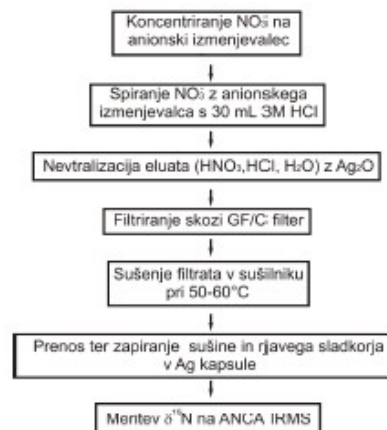 Koncentriranje NO₃⁻ na
anionski izmenjevalec
Spiranje NO₃⁻ z anionskega
izmenjevalca s 30 mL 3M HCl
Nevtralizacija eluata (HNO₃,HCl, H₂O) z Ag₂O
Filtriranje skozi GF/C filter
Sušenje filtrata v sušilniku
pri 50-60°C
Prenos ter zapiranje sušine in rjavega sladkorja
v Ag kapsule
Meritev δ¹⁵N na ANCA IRMS